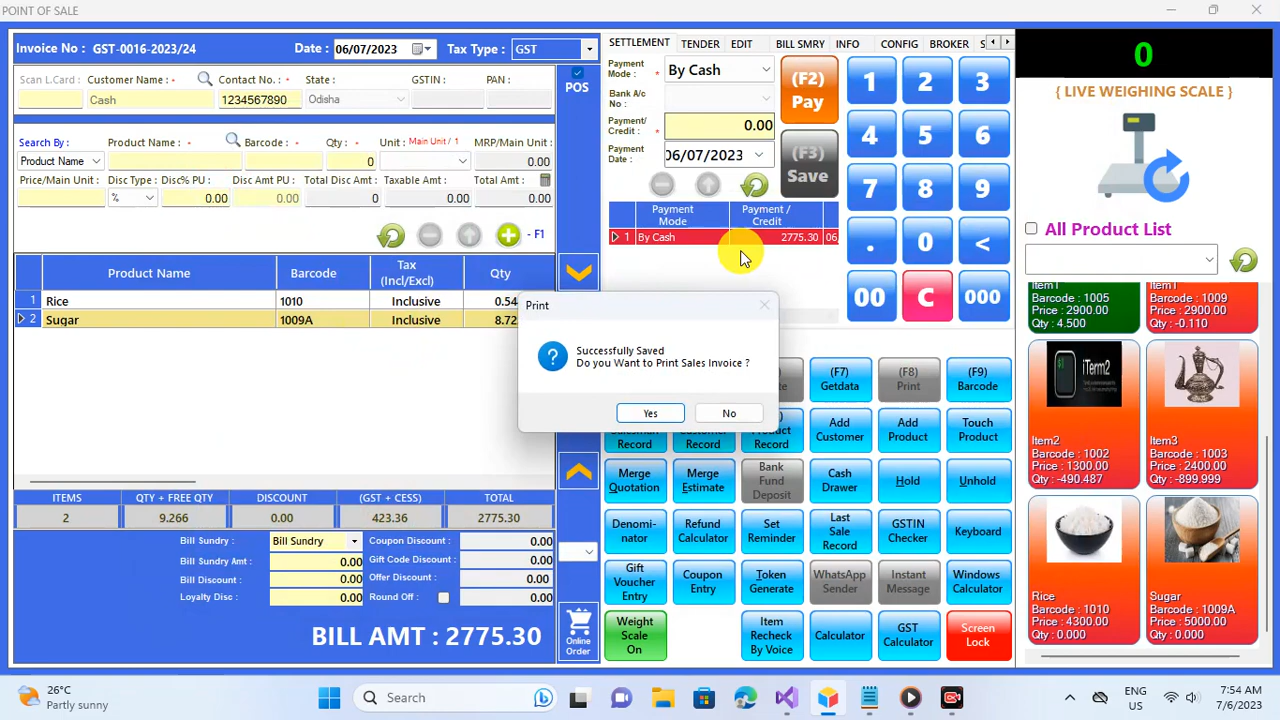 POINT OF SALE
Invoice No : GST-0016-2023/24 Date : 06/07/2023 Tax Type : GST
Scan L.Card: Customer Name : * Contact No. : * State : GSTIN : PAN :
Cash 1234567890 Odisha
POS
Search By : Product Name : * Barcode : * Qty : * Unit : Main Unit / 1 MRP/Main Unit :
Product Name 0 0.00
Price/Main Unit : Disc Type : Disc% PU : Disc Amt PU : Total Disc Amt : Taxable Amt : Total Amt :
% 0.00 0.00 0 0.00 0.00
- F1
Product Name Barcode Tax (Incl/Excl) Qty
1 Rice 1010 Inclusive 0.54
2 Sugar 1009A Inclusive 8.72
ITEMS QTY + FREE QTY DISCOUNT (GST + CESS) TOTAL
2 9.266 0.00 423.36 2775.30
Bill Sundry : Bill Sundry Coupon Discount : 0.00
Bill Sundry Amt : 0.00 Gift Code Discount : 0.00
Bill Discount : 0.00 Offer Discount : 0.00
Loyalty Disc : 0.00 Round Off : 0.00
BILL AMT : 2775.30
Online Order
SETTLEMENT TENDER EDIT BILL SMRY INFO CONFIG BROKER S
Payment Mode : * By Cash
Bank A/c No :
Payment/ Credit : * 0.00
Payment Date : 06/07/2023
(F2) Pay
(F3) Save
Payment Mode Payment / Credit
1 By Cash 2775.30 06
1 2 3
4 5 6
7 8 9
. 0 <
00 C 000
Print
Successfully Saved
Do you Want to Print Sales Invoice ?
Yes No
(F7) Getdata (F8) Print (F9) Barcode
Record Record Record Add Customer Add Product Touch Product
Merge Quotation Merge Estimate Bank Fund Deposit Cash Drawer Hold Unhold
Denomi-nator Refund Calculator Set Reminder Last Sale Record GSTIN Checker Keyboard
Gift Voucher Entry Coupon Entry Token Generate WhatsApp Sender Instant Message Windows Calculator
Weight Scale On Item Recheck By Voice Calculator GST Calculator Screen Lock
0
{ LIVE WEIGHING SCALE }
All Product List
Item1 Item1
Barcode : 1005 Barcode : 1009
Price : 2900.00 Price : 2900.00
Qty : 4.500 Qty : -0.110
iTerm2
Item2 Item3
Barcode : 1002 Barcode : 1003
Price : 1300.00 Price : 2400.00
Qty : -490.487 Qty : -899.999
Rice Sugar
Barcode : 1010 Barcode : 1009A
Price : 4300.00 Price : 5000.00
Qty : 0.000 Qty : 0.000
26°C
Partly sunny
Search
ENG
US
7:54 AM
7/6/2023